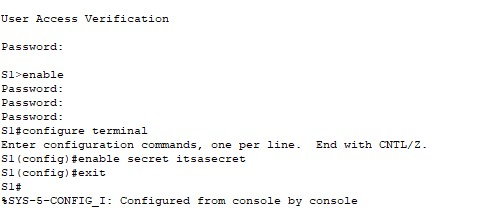 User Access Verification
Password:
S1>enable
Password:
Password:
Password:
S1#configure terminal
Enter configuration commands, one per line.  End with CNTL/Z.
S1(config)#enable secret itsasecret
S1(config)#exit
S1#
%SYS-5-CONFIG_I: Configured from console by console